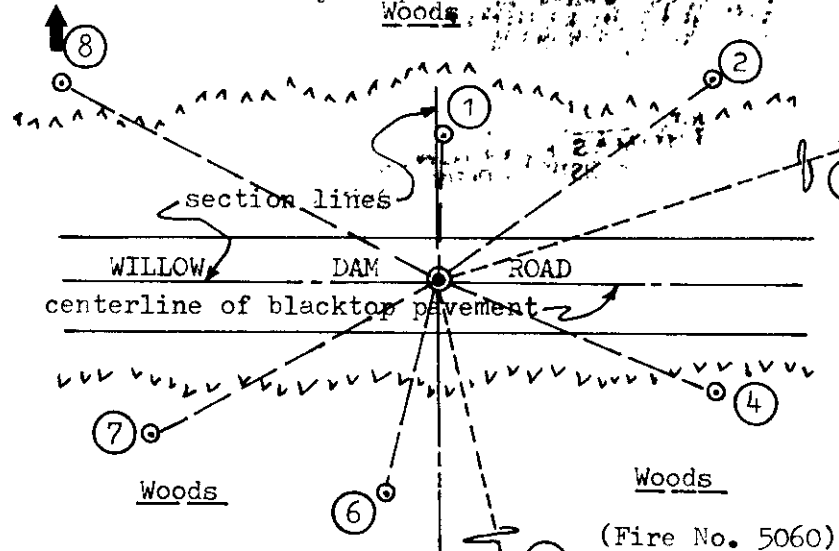 Woods
8
2
1
section lines
WILLOW DAM ROAD
centerline of blacktop pavement
4
7
Woods
Woods
6
(Fire No. 5060)